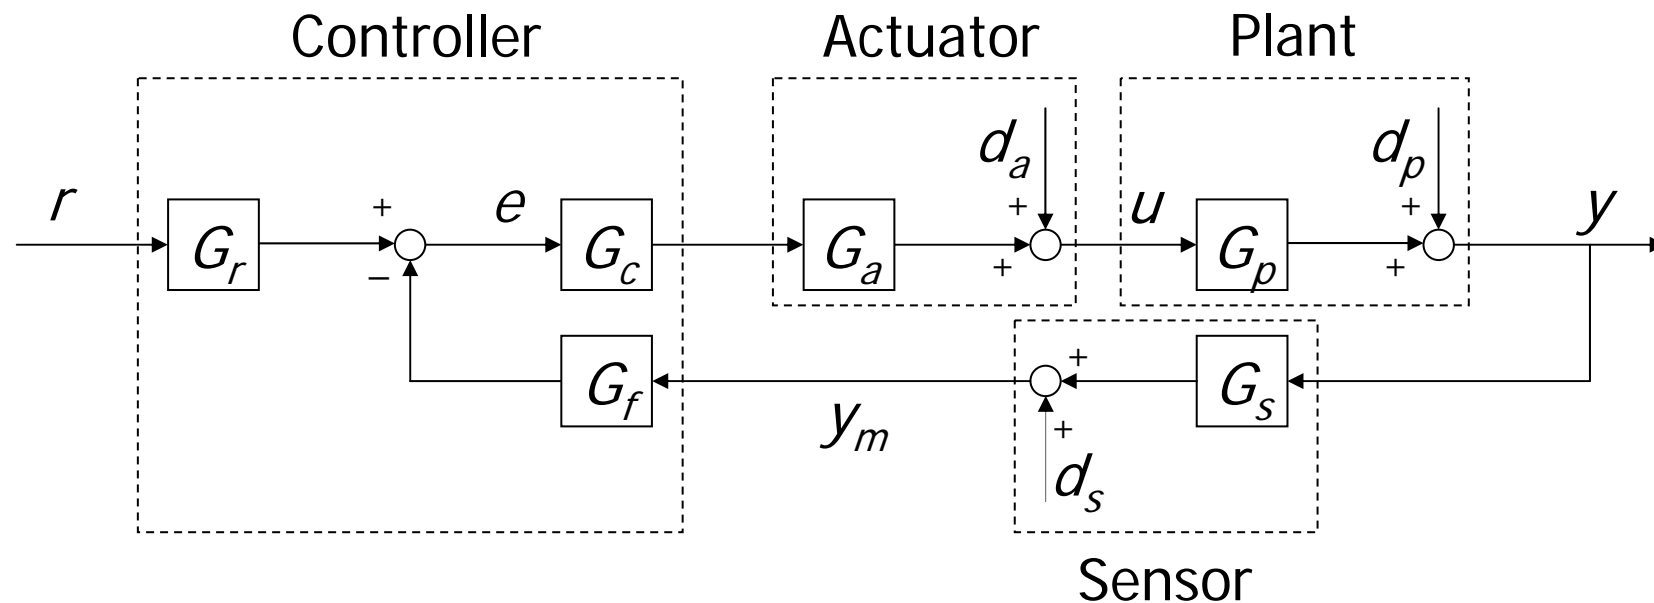 Controller
Actuator
Plant
r
G_r
+
−
e
G_c
G_a
d_a
+
+
u
G_p
d_p
+
+
y
G_f
y_m
+
+
d_s
G_s
Sensor